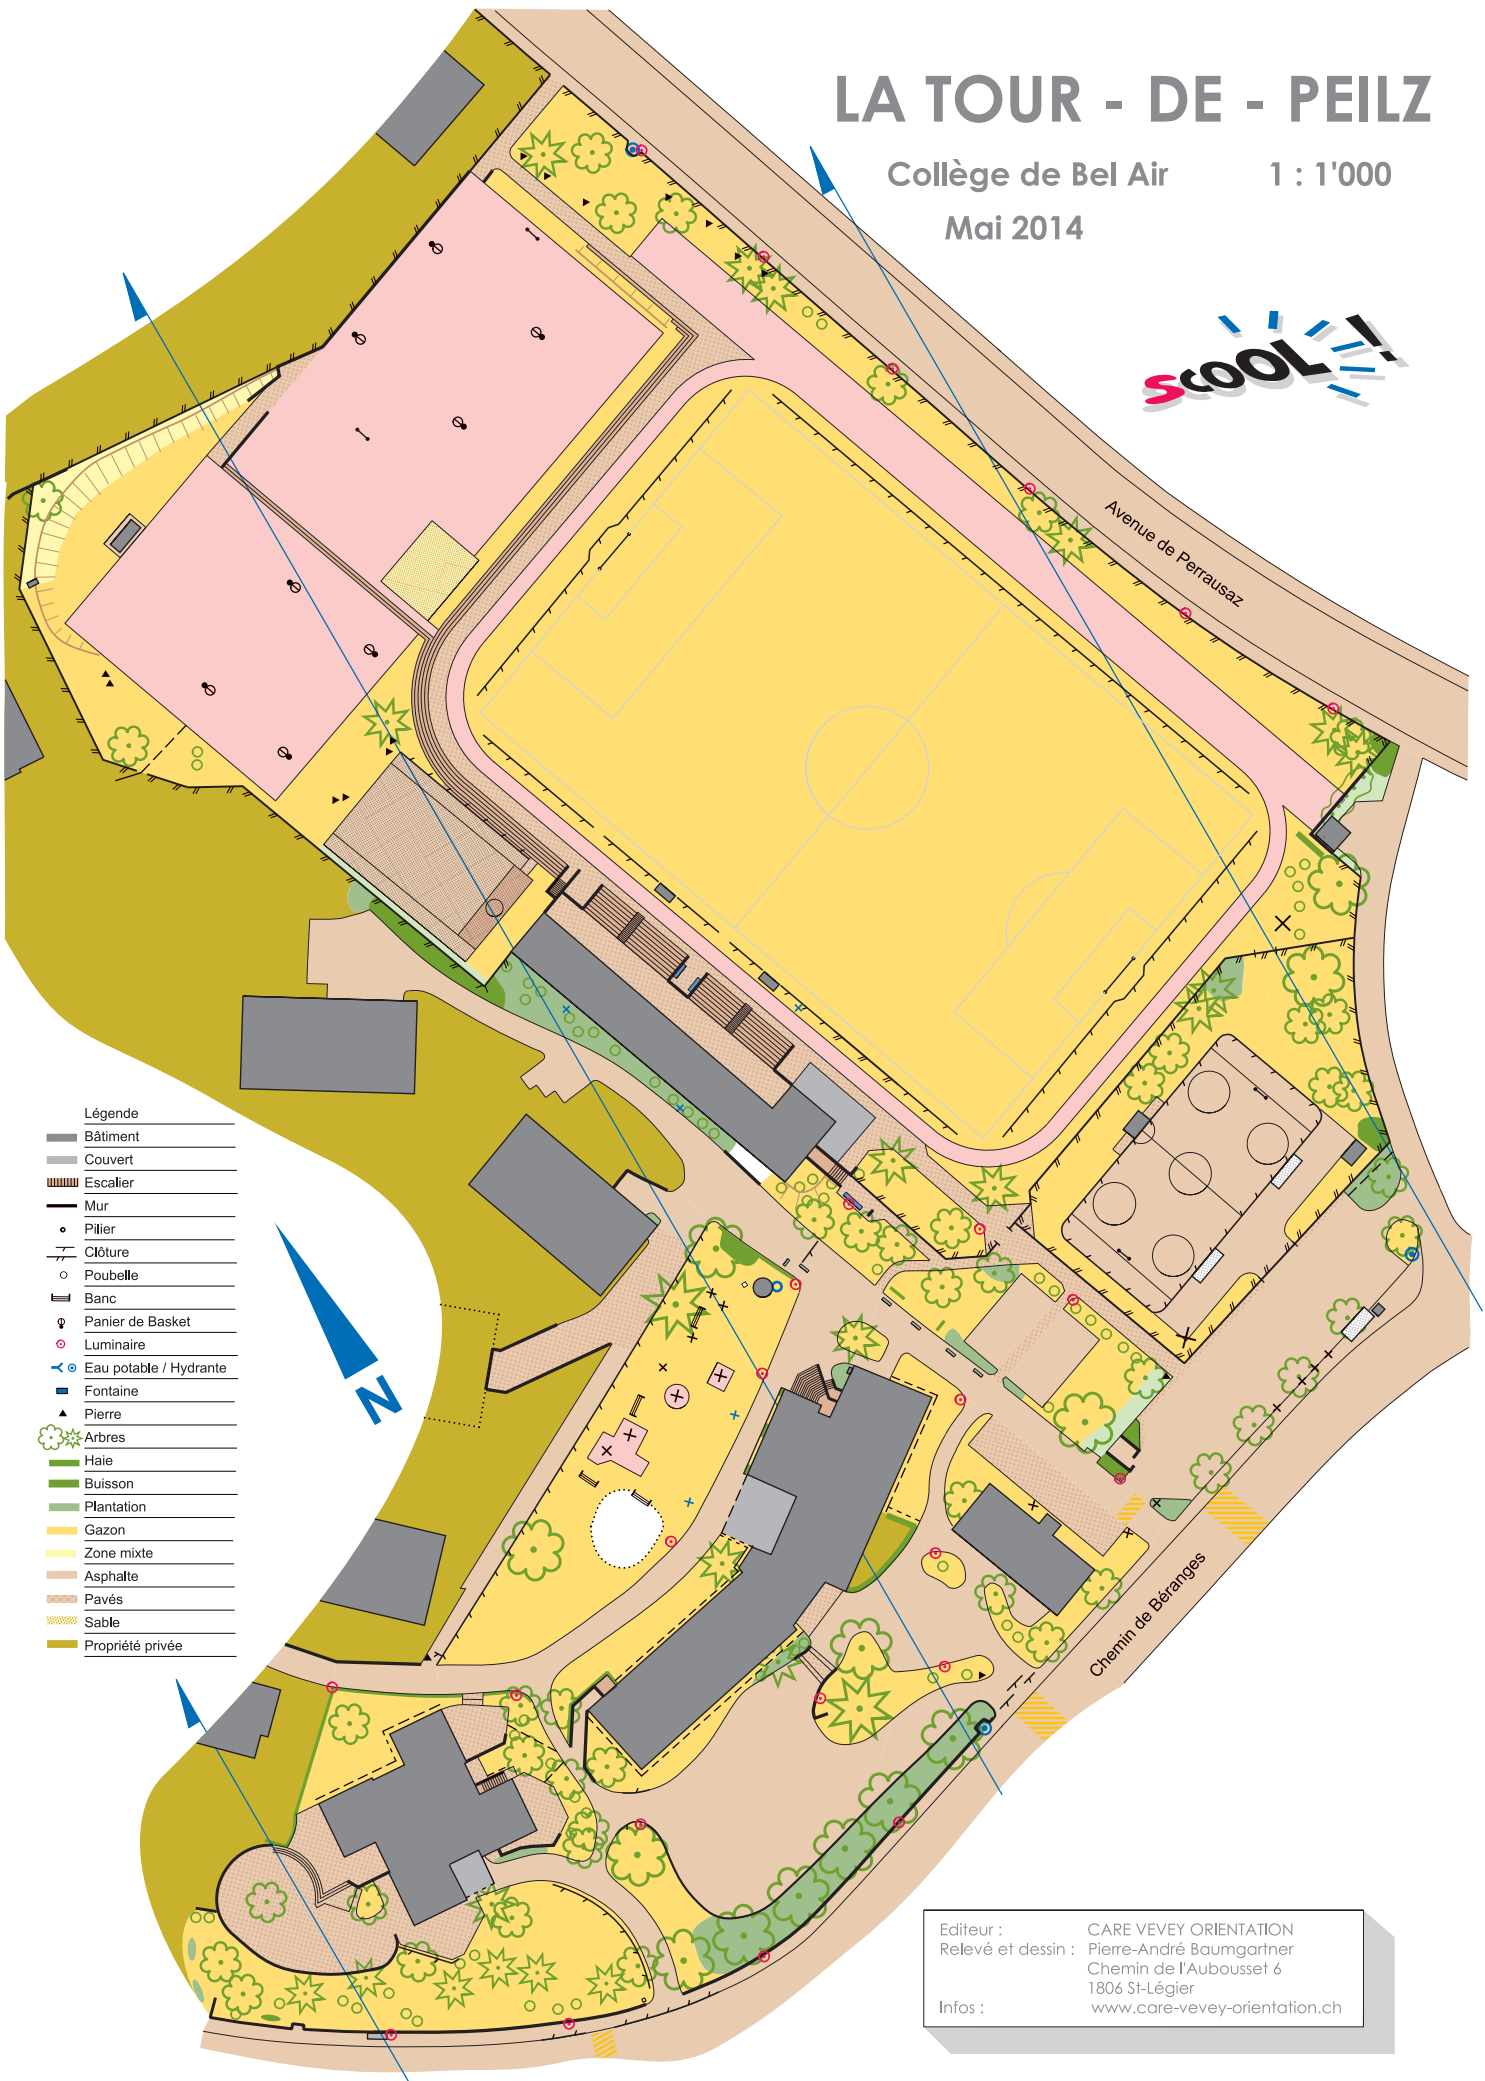 LA TOUR - DE - PEILZ
Collège de Bel Air 1 : 1'000
Mai 2014
scool !
Avenue de Perrausaz
Légende
Bâtiment
Couvert
Escalier
Mur
Pilier
Clôture
Poubelle
Banc
Panier de Basket
Luminaire
Eau potable / Hydrante
Fontaine
Pierre
Arbres
Haie
Buisson
Plantation
Gazon
Zone mixte
Asphalte
Pavés
Sable
Propriété privée
N
Chemin de Béranges
Editeur : CARE VEVEY ORIENTATION
Relevé et dessin : Pierre-André Baumgartner
Chemin de l'Aubousset 6
1806 St-Légier
Infos : www.care-vevey-orientation.ch